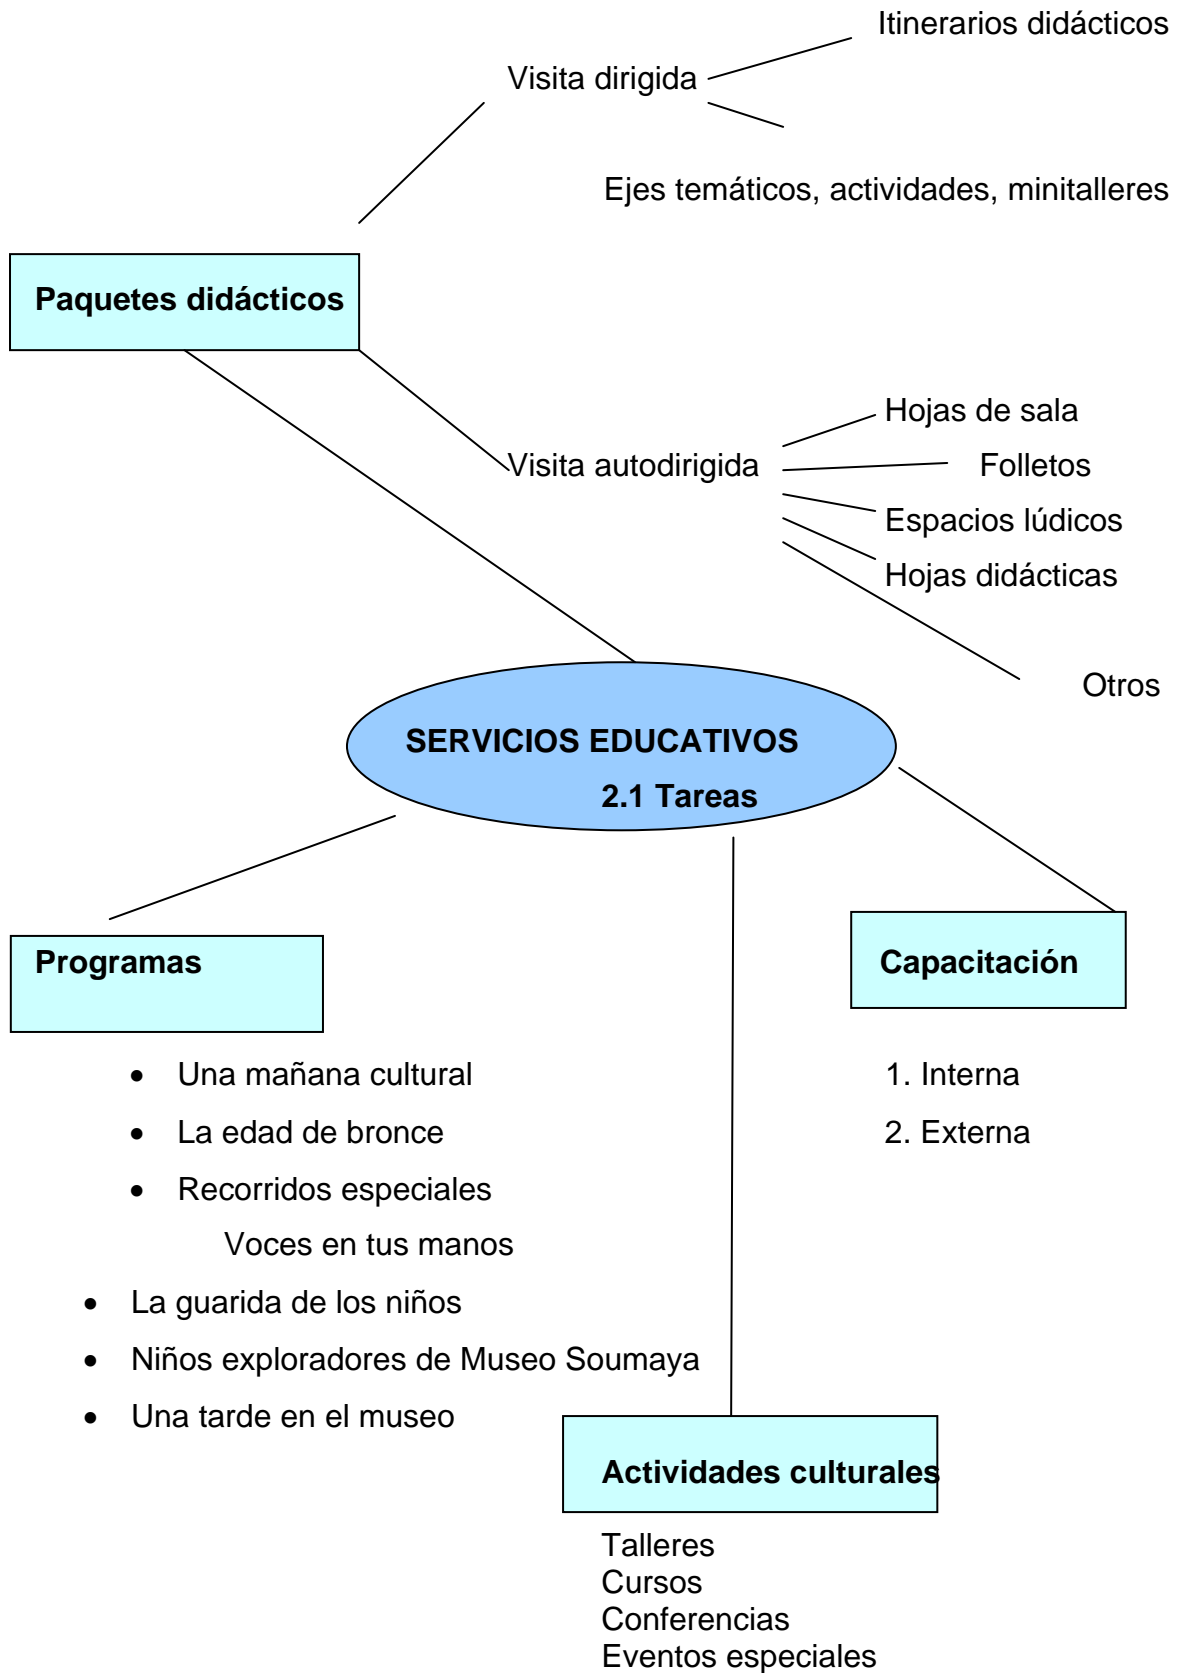 Itinerarios didácticos
Visita dirigida
Ejes temáticos, actividades, minitalleres
Paquetes didácticos
Hojas de sala
Visita autodirigida
Folletos
Espacios lúdicos
Hojas didácticas
Otros
SERVICIOS EDUCATIVOS
2.1 Tareas
Programas
• Una mañana cultural
• La edad de bronce
• Recorridos especiales
Voces en tus manos
• La guarida de los niños
• Niños exploradores de Museo Soumaya
• Una tarde en el museo
Capacitación
1. Interna
2. Externa
Actividades culturales
Talleres
Cursos
Conferencias
Eventos especiales